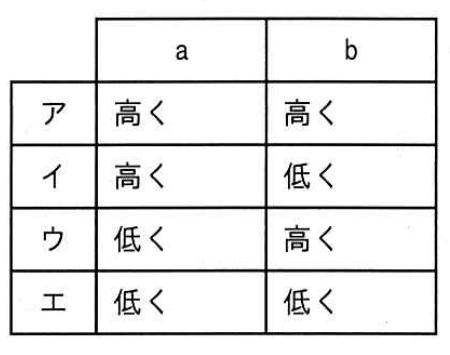 a b
ア 高く 高く
イ 高く 低く
ウ 低く 高く
エ 低く 低く